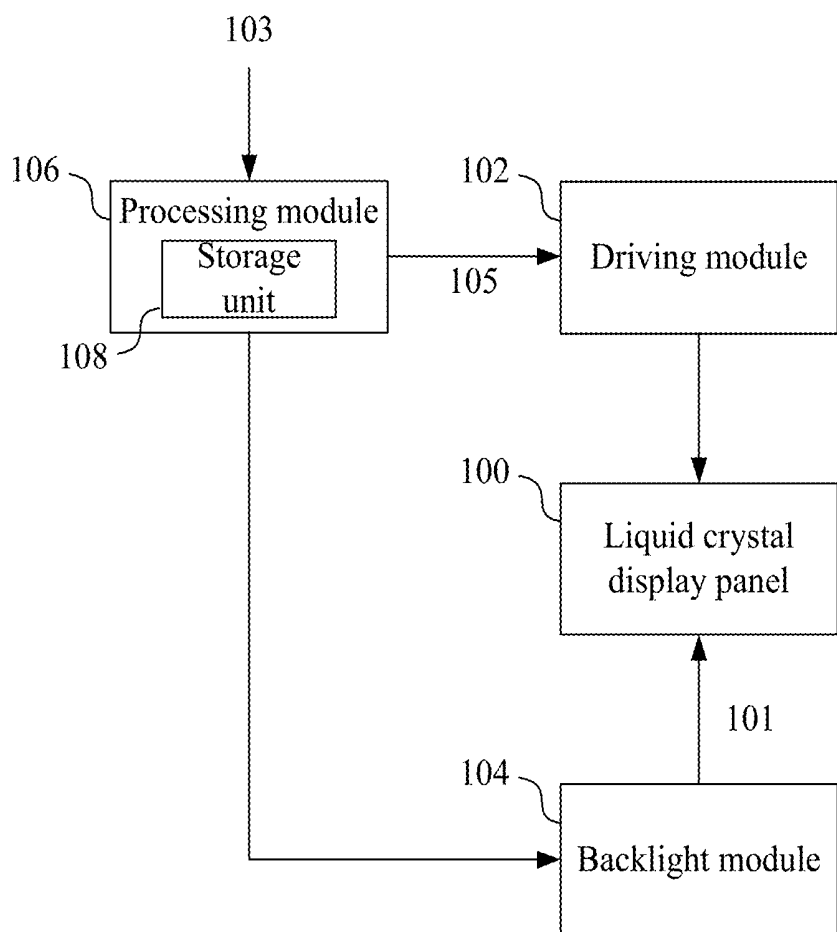 103
106
102
Processing module
Storage
unit
Driving module
105
108
100
Liquid crystal
display panel
101
104
Backlight module